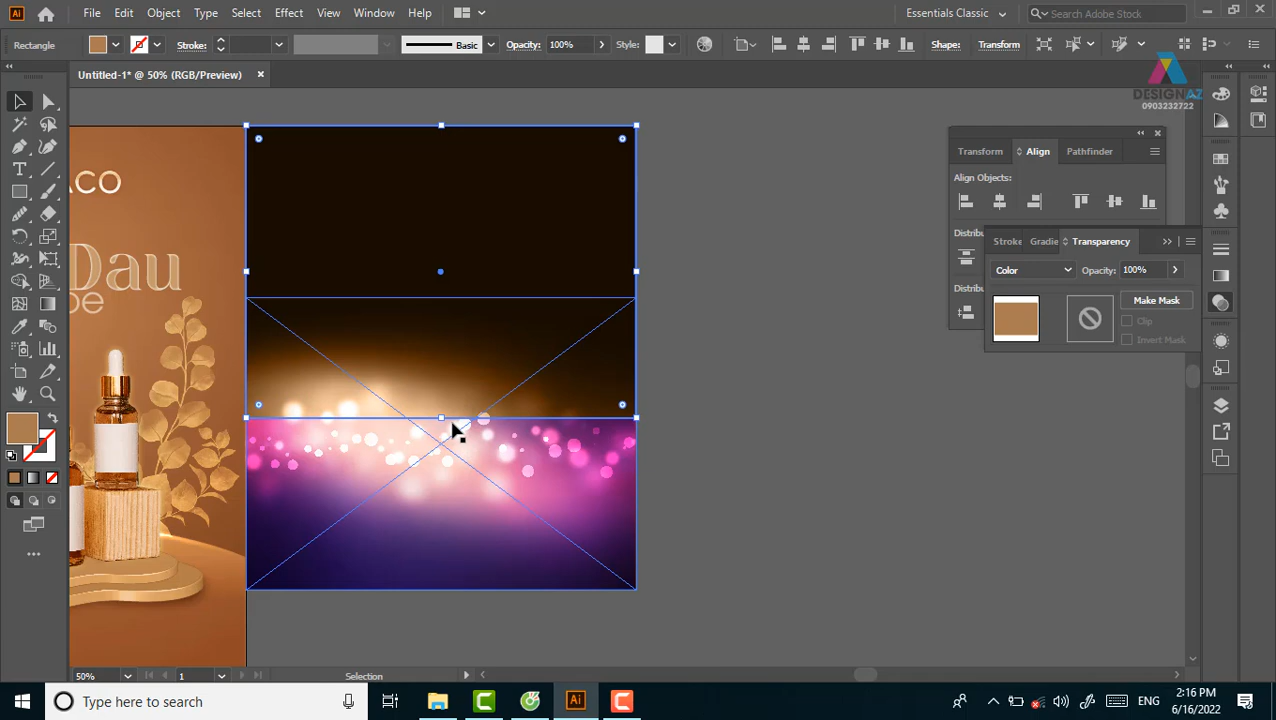 File Edit Object Type Select Effect View Window Help Essentials Classic Search Adobe Stock
Rectangle Stroke: Basic Opacity: 100% Style: Shape: Transform
Untitled-1* @ 50% (RGB/Preview)
DESIGNAZ
0903232722
Transform Align Pathfinder
Align Objects:
Distribu
Stroke Gradie Transparency
Color Opacity: 100%
Distribu
Make Mask
Clip
Invert Mask
ACO
Dau
pe
50% 1 Selection
Type here to search
ENG
2:16 PM
6/16/2022